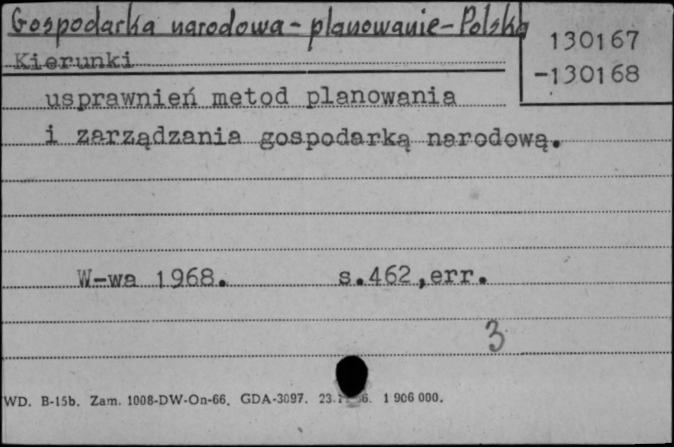 Gospodarka narodowa - planowanie - Polska
130167
Kierunki
-130168
usprawnień metod planowania
i zarządzania gospodarką narodową.
W-wa 1968. s.462,err.
3
WD. B-15b. Zam. 1008-DW-On-66. GDA-3097. 1 906 000.